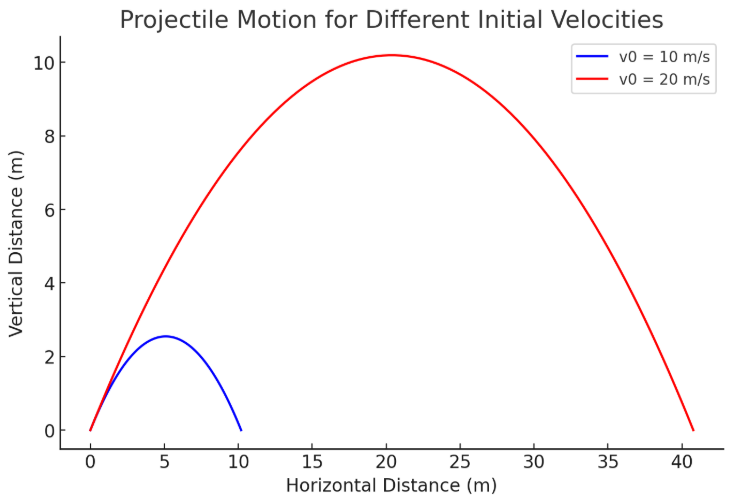 Projectile Motion for Different Initial Velocities
v0 = 10 m/s
v0 = 20 m/s
Vertical Distance (m)
10
8
6
4
2
0
0 5 10 15 20 25 30 35 40
Horizontal Distance (m)